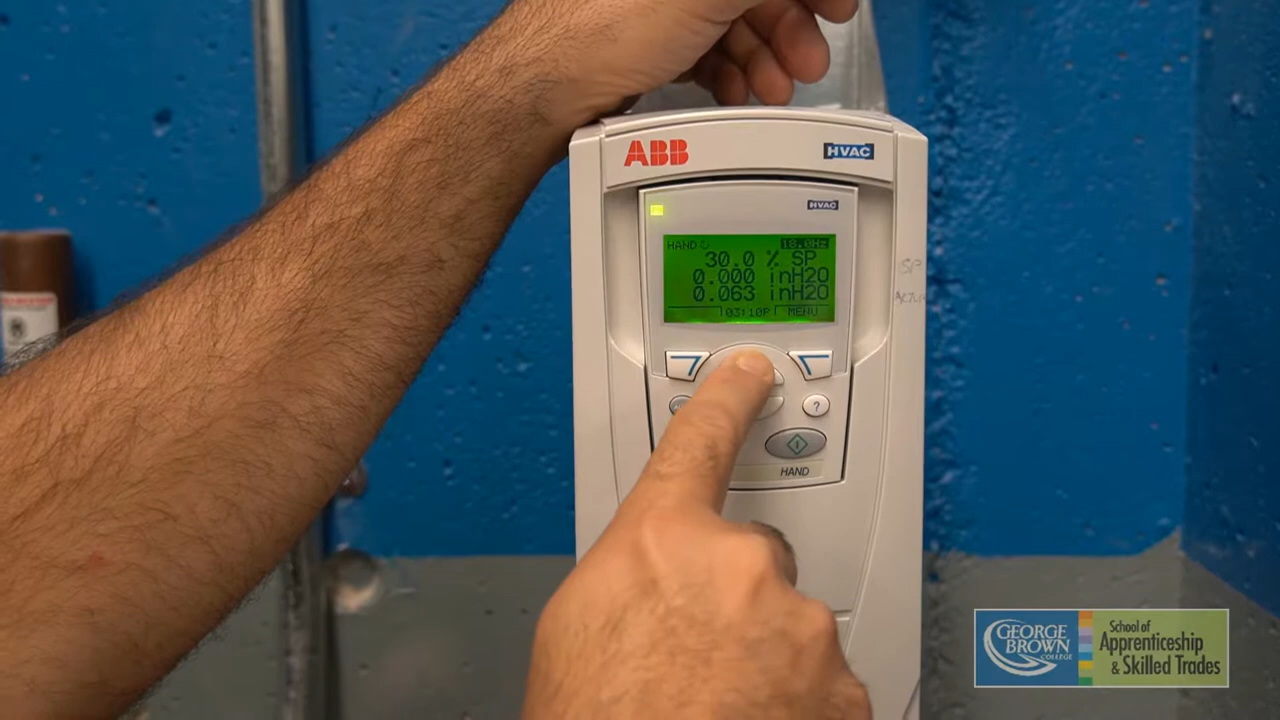 ABB
HVAC
HVAC
HAND
18.0Hz
30.0 % SP
0.000 inH2O
0.063 inH2O
03:10P
MENU
?
HAND
SP
GEORGE
BROWN
COLLEGE
School of
Apprenticeship
& Skilled Trades